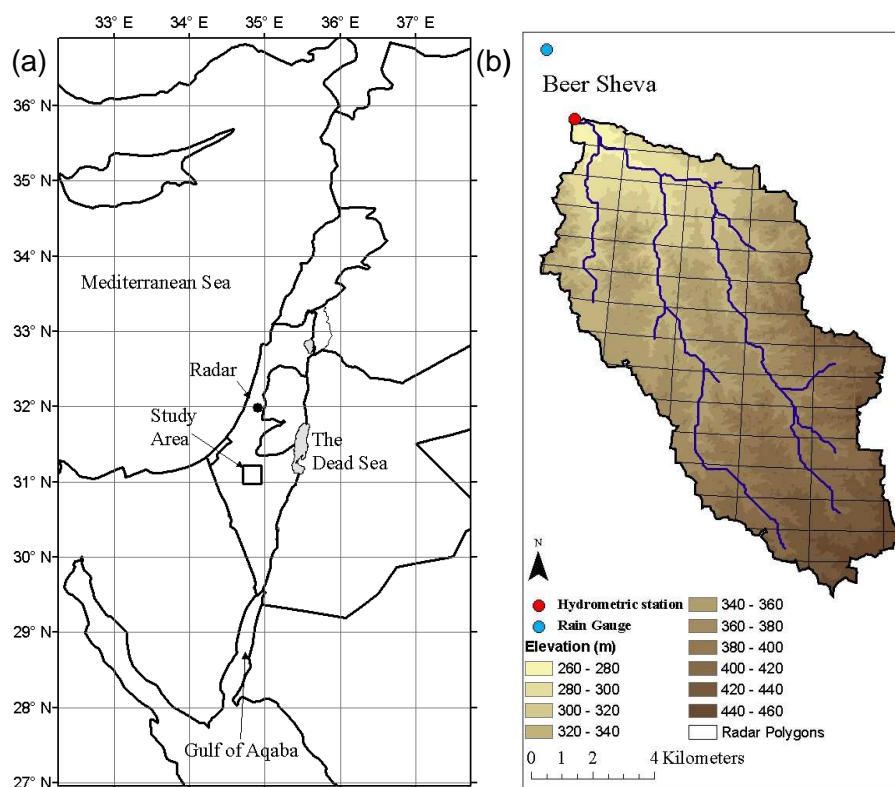 33° E 34° E 35° E 36° E 37° E
(a)
36° N
35° N
34° N
Mediterranean Sea
33° N
Radar
32° N
Study
Area
The
Dead Sea
31° N
30° N
29° N
28° N
Gulf of Aqaba
27° N
(b)
Beer Sheva
N
Hydrometric station
Rain Gauge
Elevation (m)
260 - 280
280 - 300
300 - 320
320 - 340
340 - 360
360 - 380
380 - 400
400 - 420
420 - 440
440 - 460
Radar Polygons
0 1 2 4 Kilometers